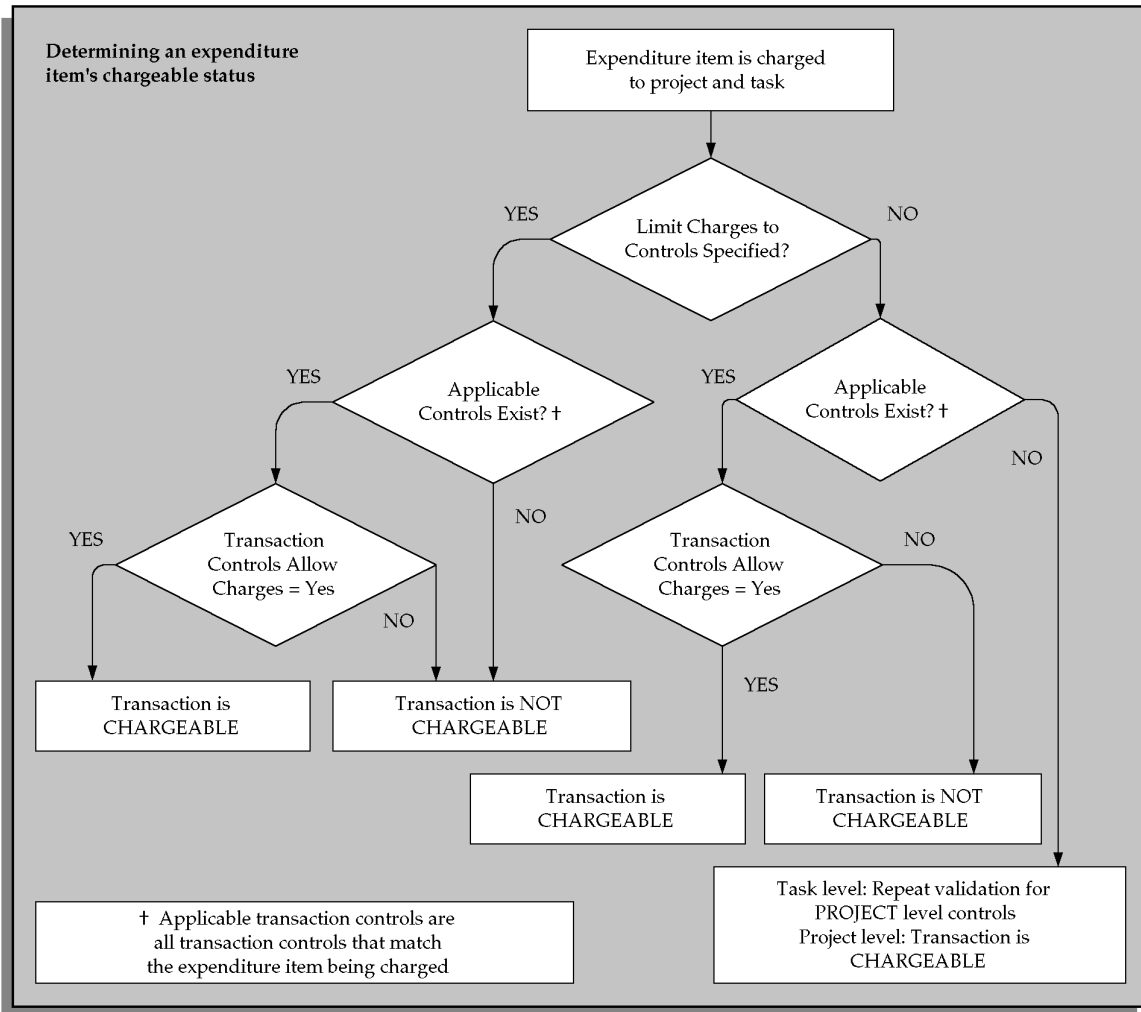 Determining an expenditure
item's chargeable status
Expenditure item is charged
to project and task
Limit Charges to
Controls Specified?
YES
NO
Applicable
Controls Exist? †
YES
NO
Applicable
Controls Exist? †
YES
NO
Transaction
Controls Allow
Charges = Yes
YES
NO
Transaction
Controls Allow
Charges = Yes
NO
YES
Transaction is
CHARGEABLE
Transaction is NOT
CHARGEABLE
Transaction is
CHARGEABLE
Transaction is NOT
CHARGEABLE
Task level: Repeat validation for
PROJECT level controls
Project level: Transaction is
CHARGEABLE
† Applicable transaction controls are
all transaction controls that match
the expenditure item being charged